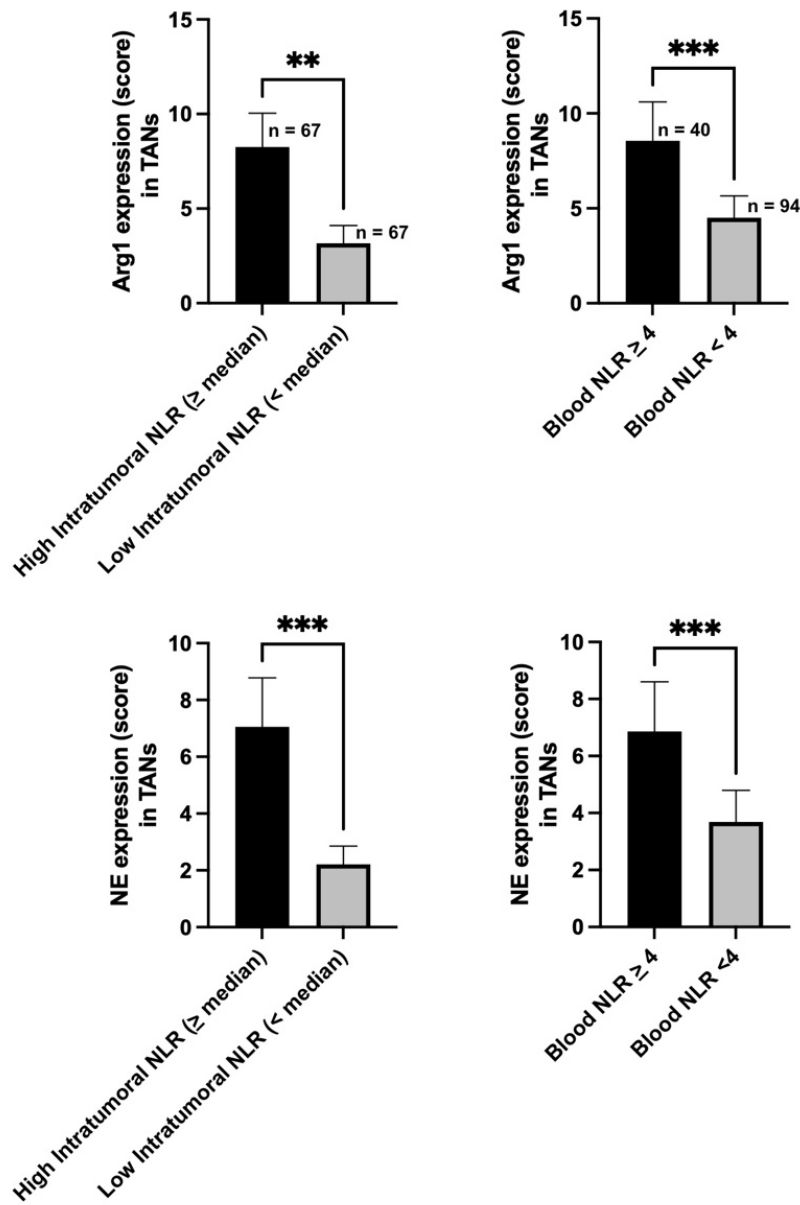 Arg1 expression (score)
in TANs
15
10
5
0
**
n = 67
n = 67
High Intratumoral NLR (≥ median)
Low Intratumoral NLR (< median)
Arg1 expression (score)
in TANs
15
10
5
0
***
n = 40
n = 94
Blood NLR ≥ 4
Blood NLR < 4
NE expression (score)
in TANs
10
8
6
4
2
0
***
High Intratumoral NLR (≥ median)
Low Intratumoral NLR (< median)
NE expression (score)
in TANs
10
8
6
4
2
0
***
Blood NLR ≥ 4
Blood NLR <4